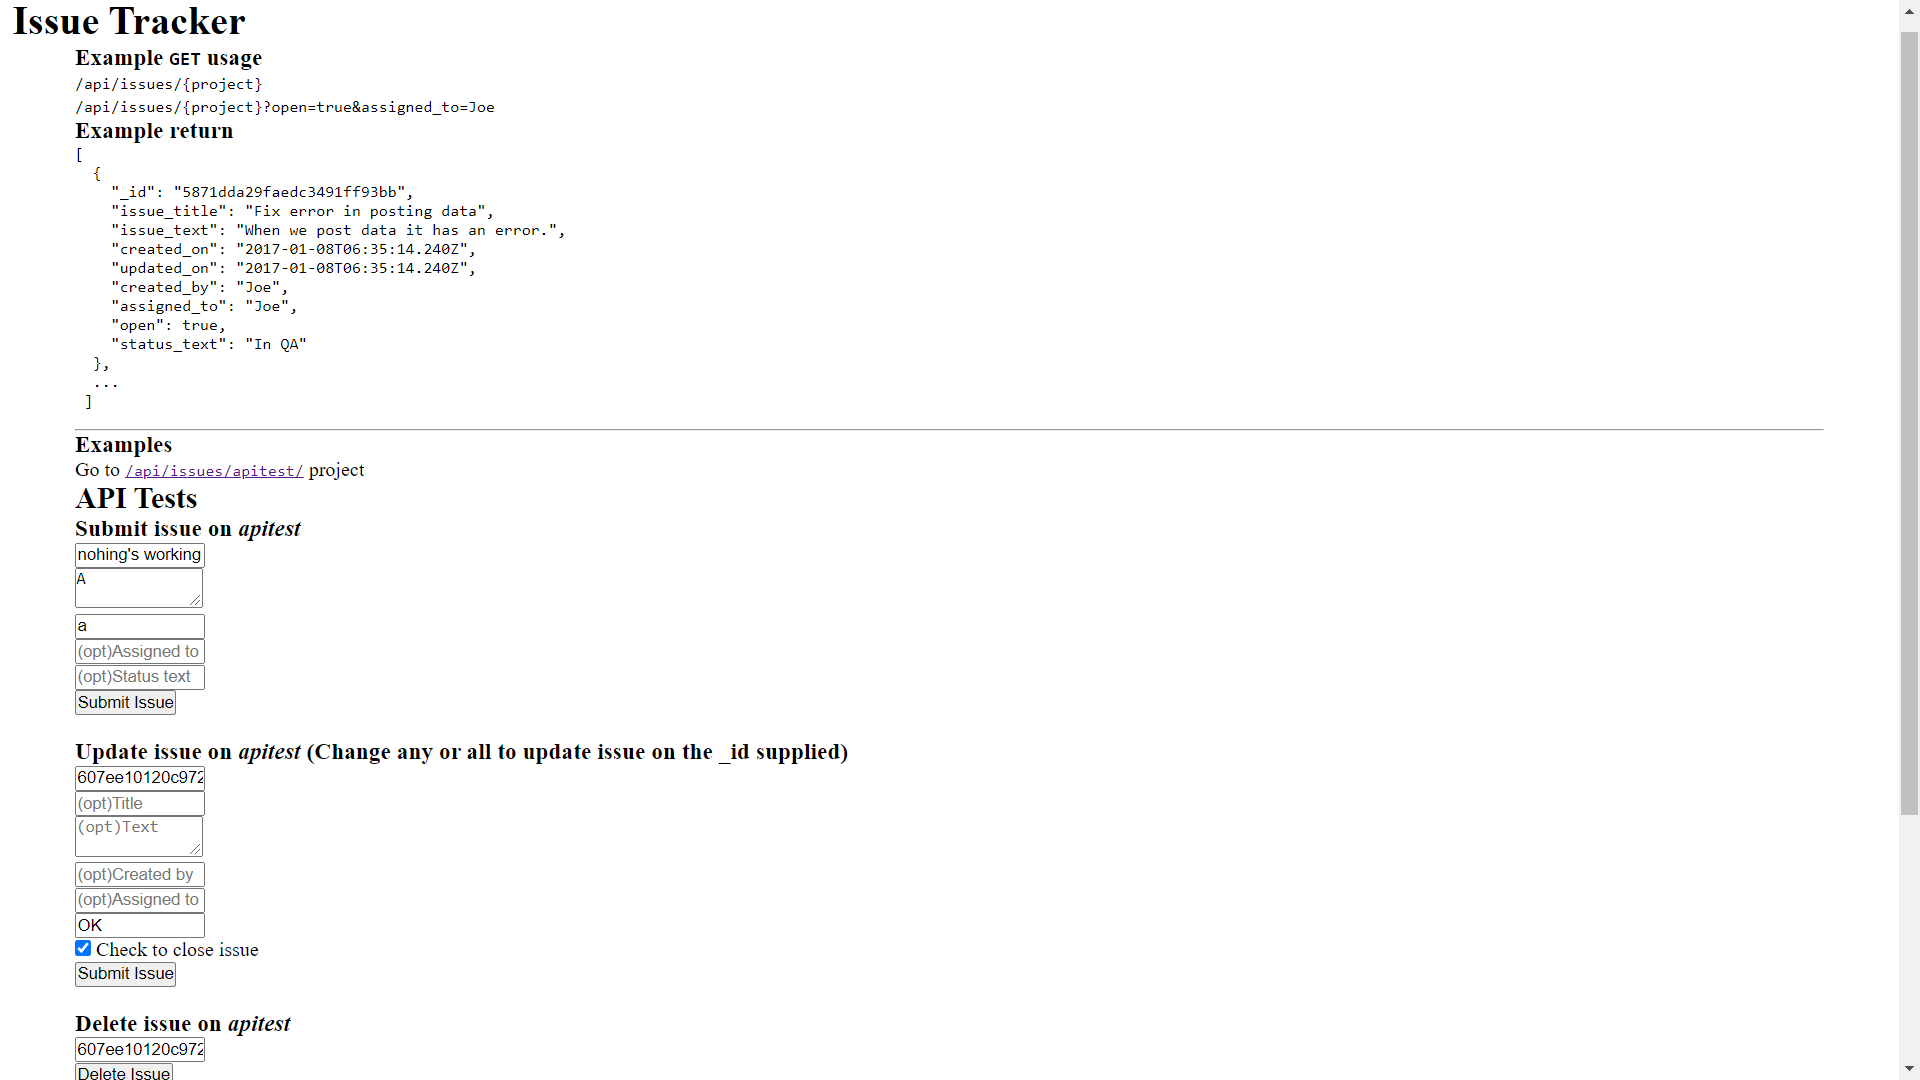 Issue Tracker
Example GET usage
/api/issues/{project}
/api/issues/{project}?open=true&assigned_to=Joe
Example return
[
{
"_id": "5871dda29faedc3491ff93bb",
"issue_title": "Fix error in posting data",
"issue_text": "When we post data it has an error.",
"created_on": "2017-01-08T06:35:14.240Z",
"updated_on": "2017-01-08T06:35:14.240Z",
"created_by": "Joe",
"assigned_to": "Joe",
"open": true,
"status_text": "In QA"
},
...
]
Examples
Go to /api/issues/apitest/ project
API Tests
Submit issue on apitest
nohing's working
A
a
(opt)Assigned to
(opt)Status text
Submit Issue
Update issue on apitest (Change any or all to update issue on the _id supplied)
607ee10120c972
(opt)Title
(opt)Text
(opt)Created by
(opt)Assigned to
OK
Check to close issue
Submit Issue
Delete issue on apitest
607ee10120c972
Delete Issue